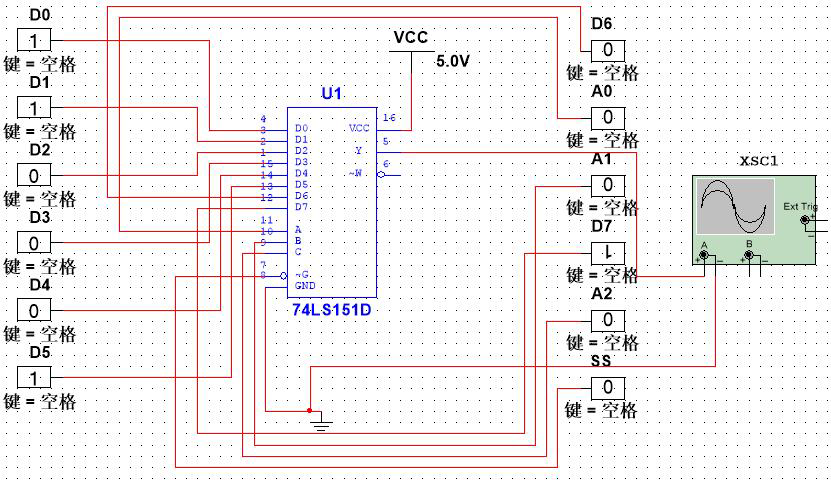 D0
1
键 = 空格
D1
1
键 = 空格
D2
0
键 = 空格
D3
0
键 = 空格
D4
0
键 = 空格
D5
1
键 = 空格
VCC
5.0V
U1
4
3
2
1
15
14
13
12
11
10
9
7
8
D0
D1
D2
D3
D4
D5
D6
D7
A
B
C
~G
GND
VCC
Y
~W
16
5
6
74LS151D
D6
0
键 = 空格
A0
0
键 = 空格
A1
0
键 = 空格
D7
1
键 = 空格
A2
0
键 = 空格
SS
0
键 = 空格
XSC1
Ext Trig
+
–
A
B
+
–
+
–